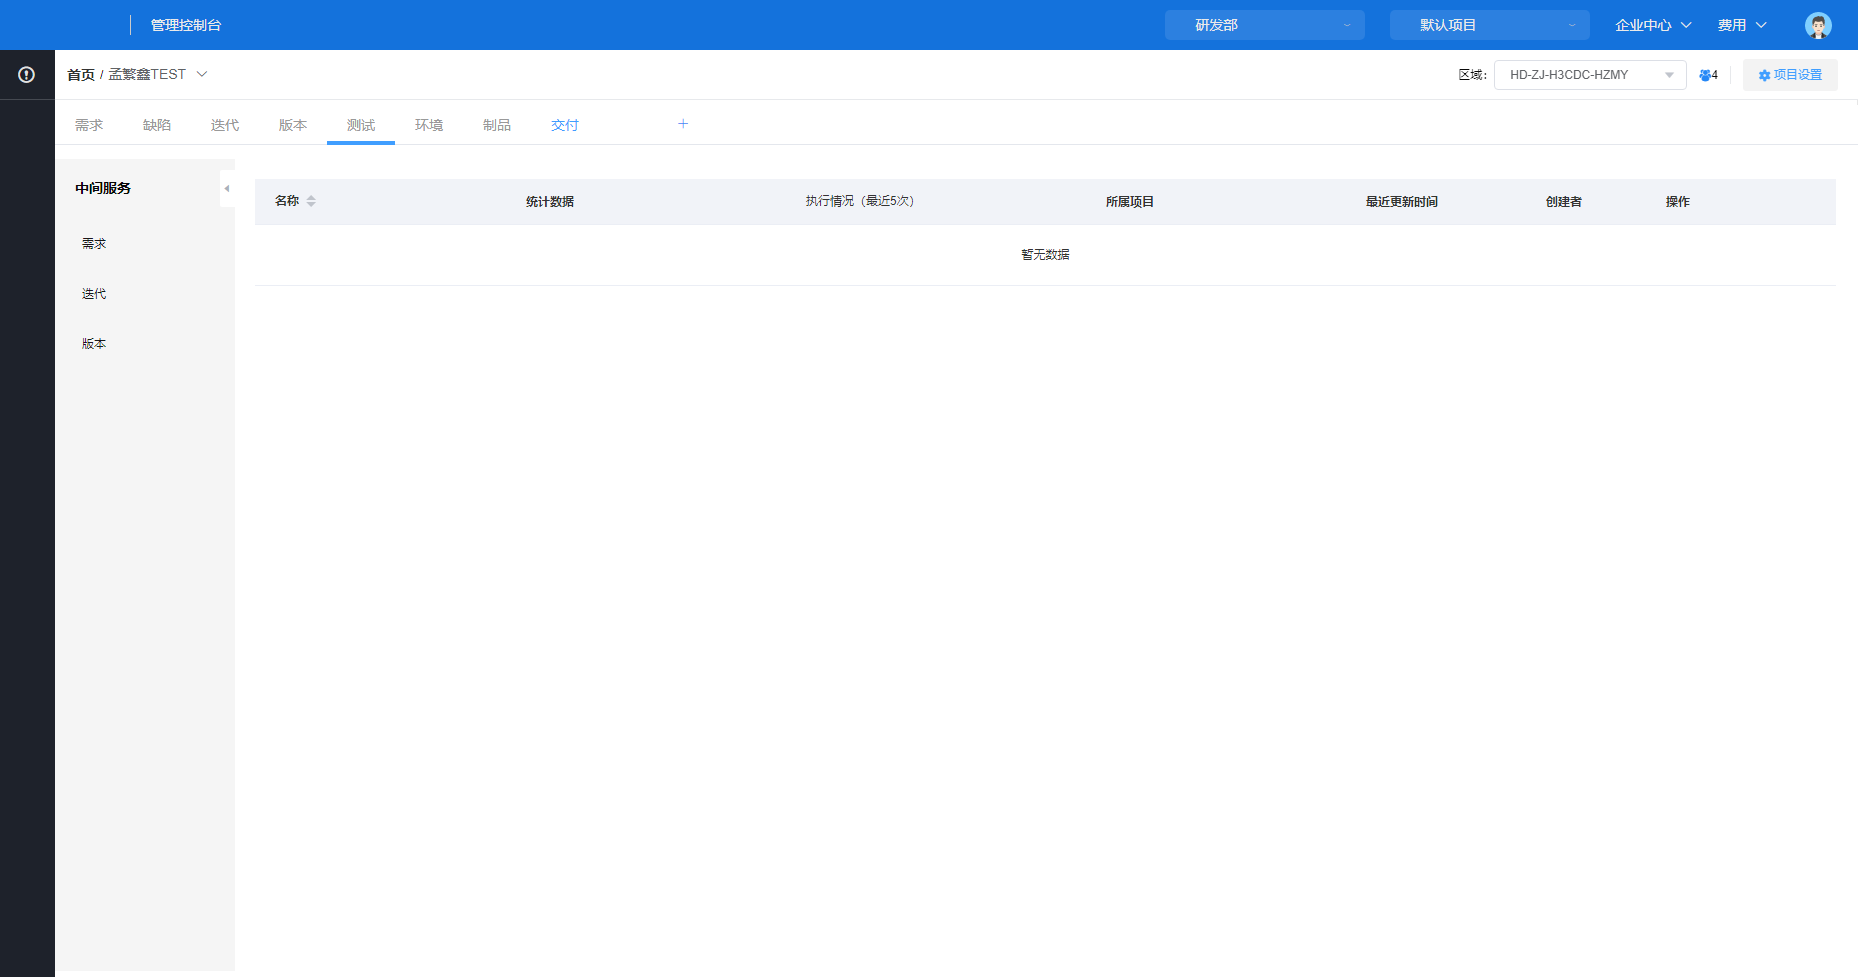 管理控制台
研发部
默认项目
企业中心
费用
首页 / 孟繁鑫TEST
区域：
HD-ZJ-H3CDC-HZMY
4
项目设置
需求
缺陷
迭代
版本
测试
环境
制品
交付
+
中间服务
需求
迭代
版本
名称
统计数据
执行情况（最近5次）
所属项目
最近更新时间
创建者
操作
暂无数据